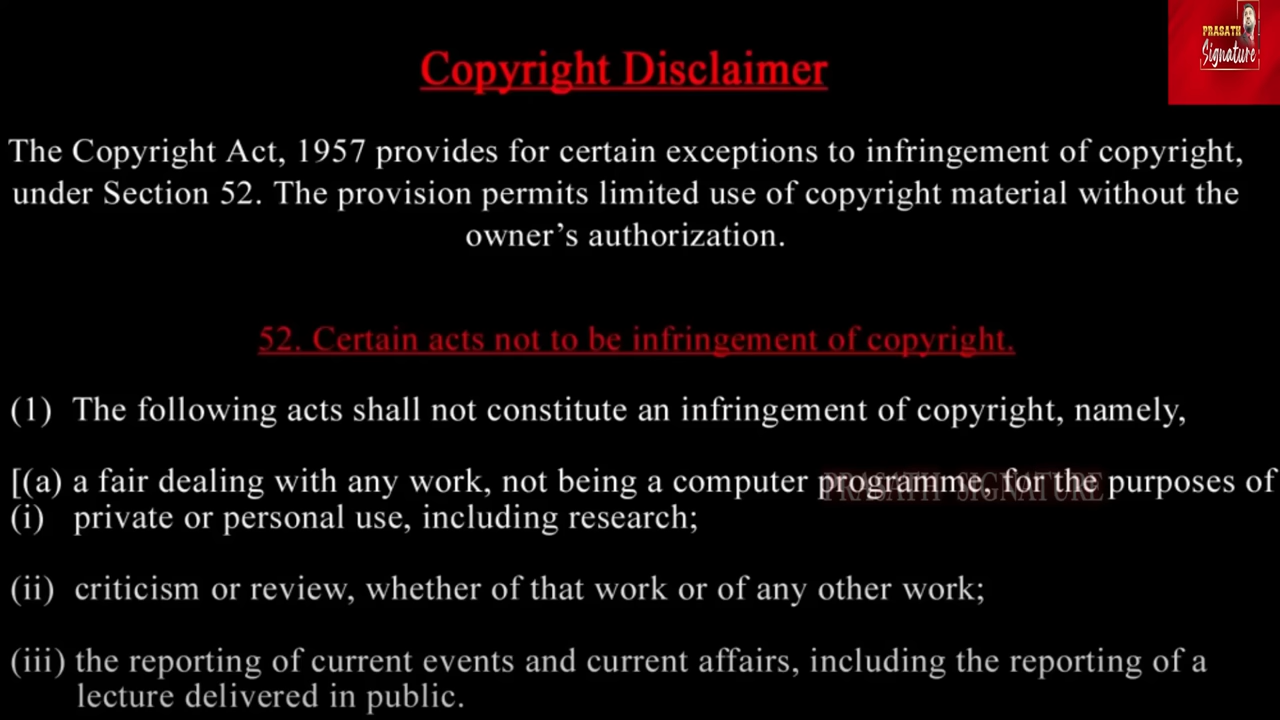 PRASATH
Signature
Copyright Disclaimer
The Copyright Act, 1957 provides for certain exceptions to infringement of copyright,
under Section 52. The provision permits limited use of copyright material without the
owner’s authorization.
52. Certain acts not to be infringement of copyright.
(1) The following acts shall not constitute an infringement of copyright, namely,
[(a) a fair dealing with any work, not being a computer programme, for the purposes of
PRASATH SIGNATURE
(i) private or personal use, including research;
(ii) criticism or review, whether of that work or of any other work;
(iii) the reporting of current events and current affairs, including the reporting of a
lecture delivered in public.